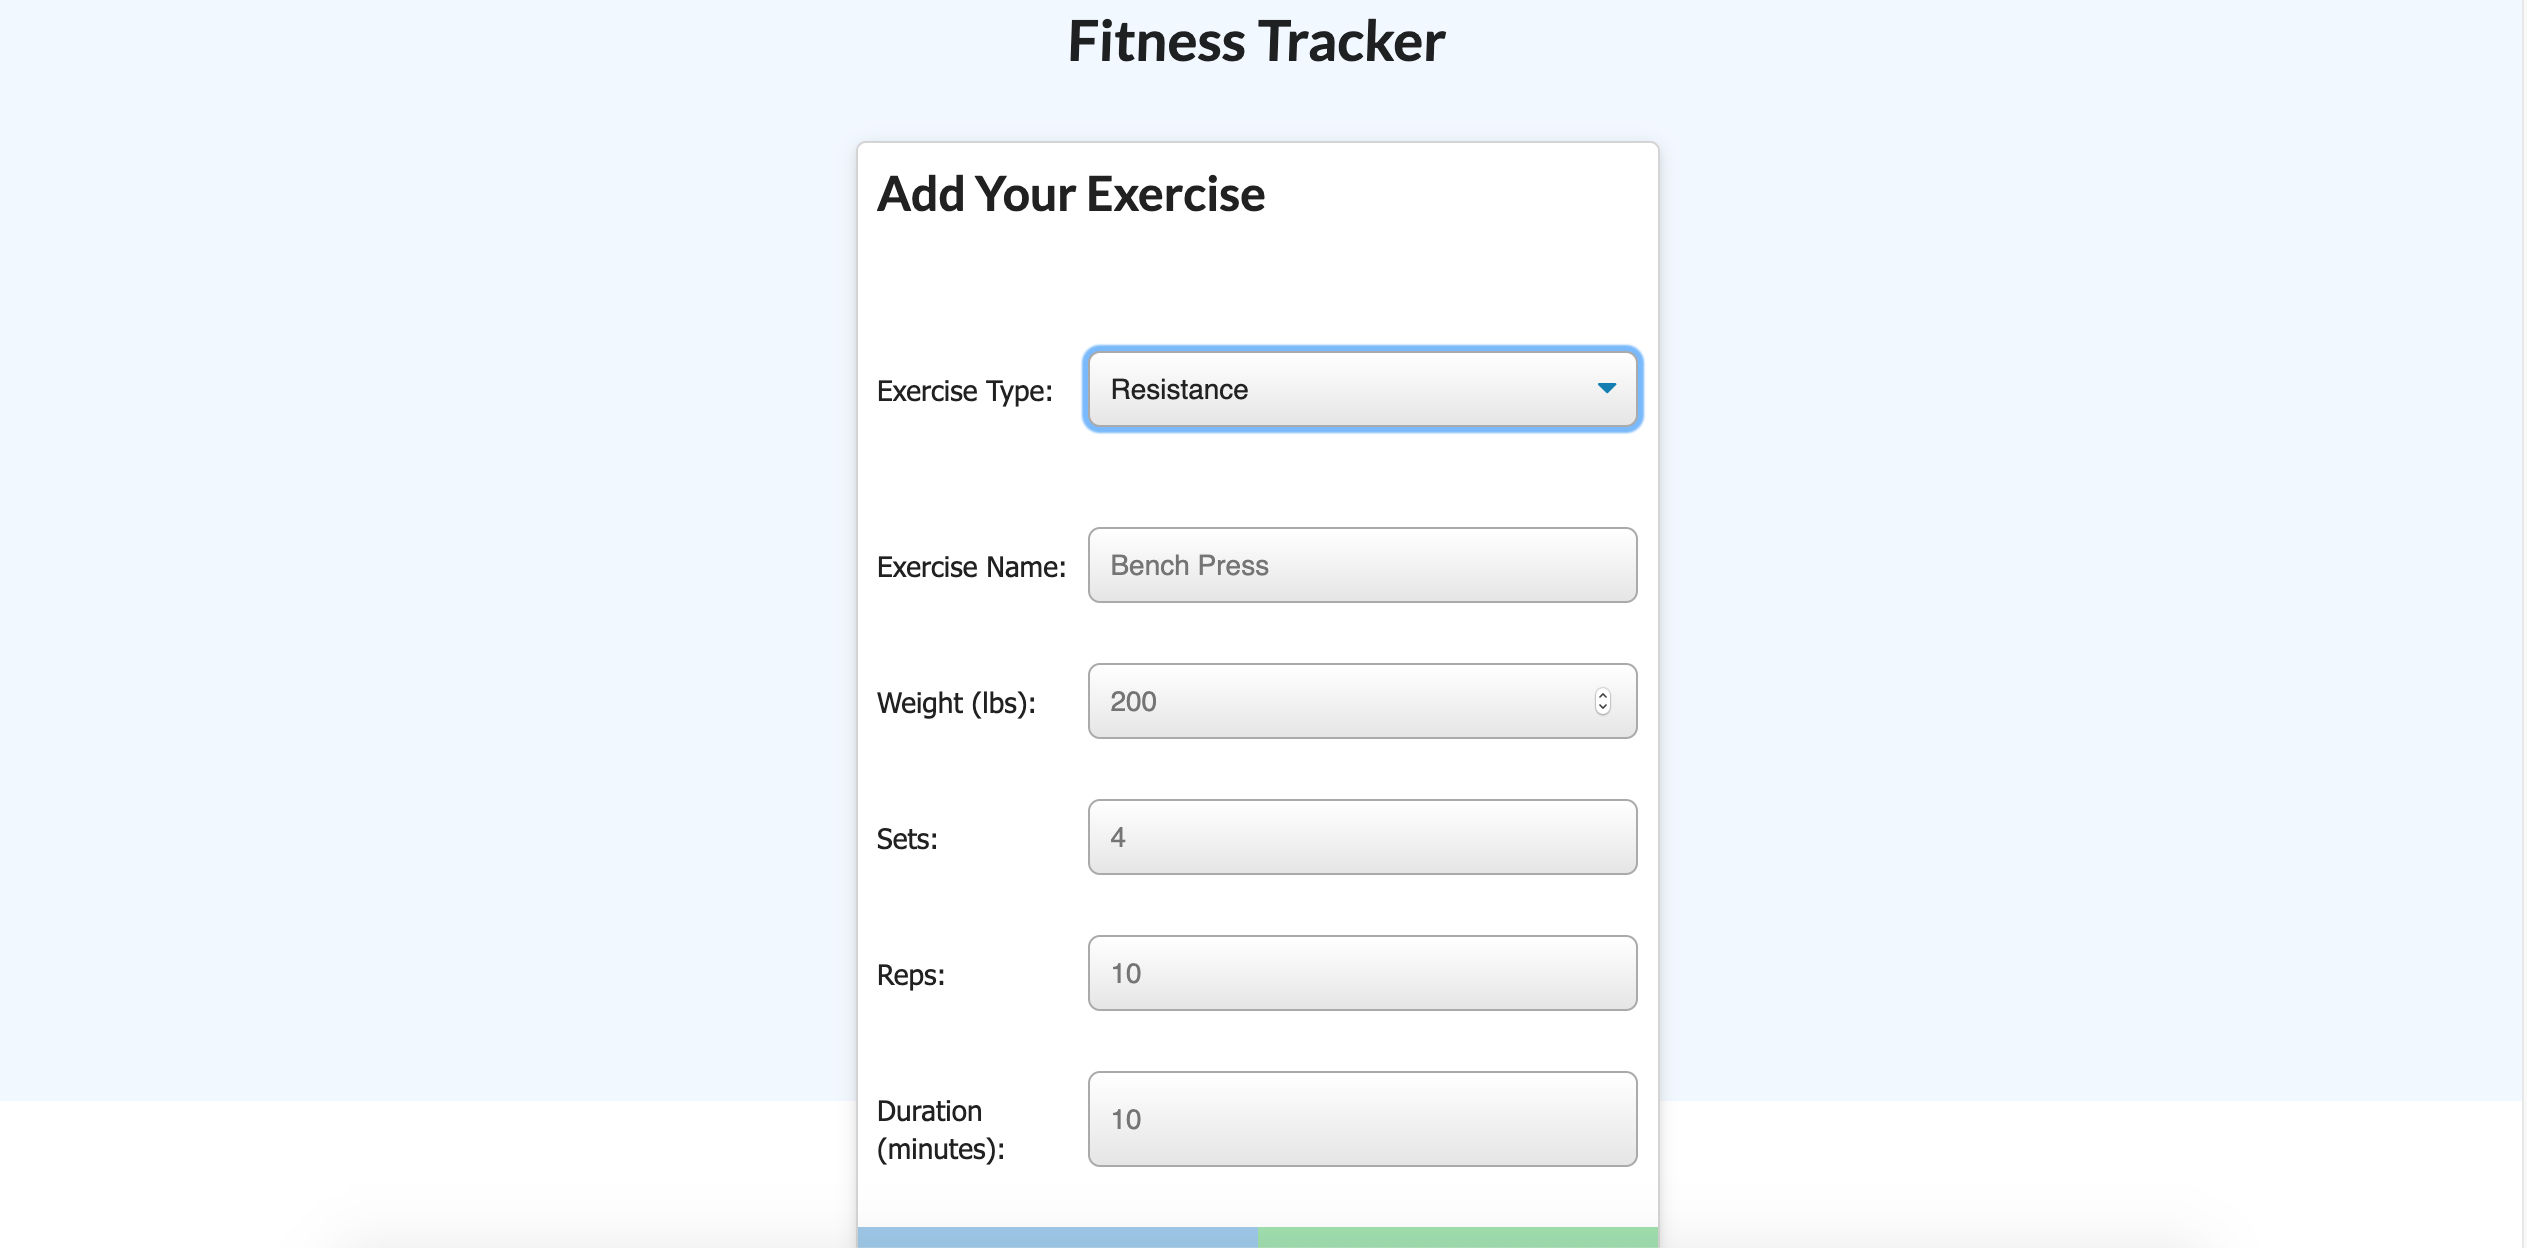 Fitness Tracker
Add Your Exercise
Exercise Type: Resistance
Exercise Name: Bench Press
Weight (lbs): 200
Sets: 4
Reps: 10
Duration
(minutes): 10